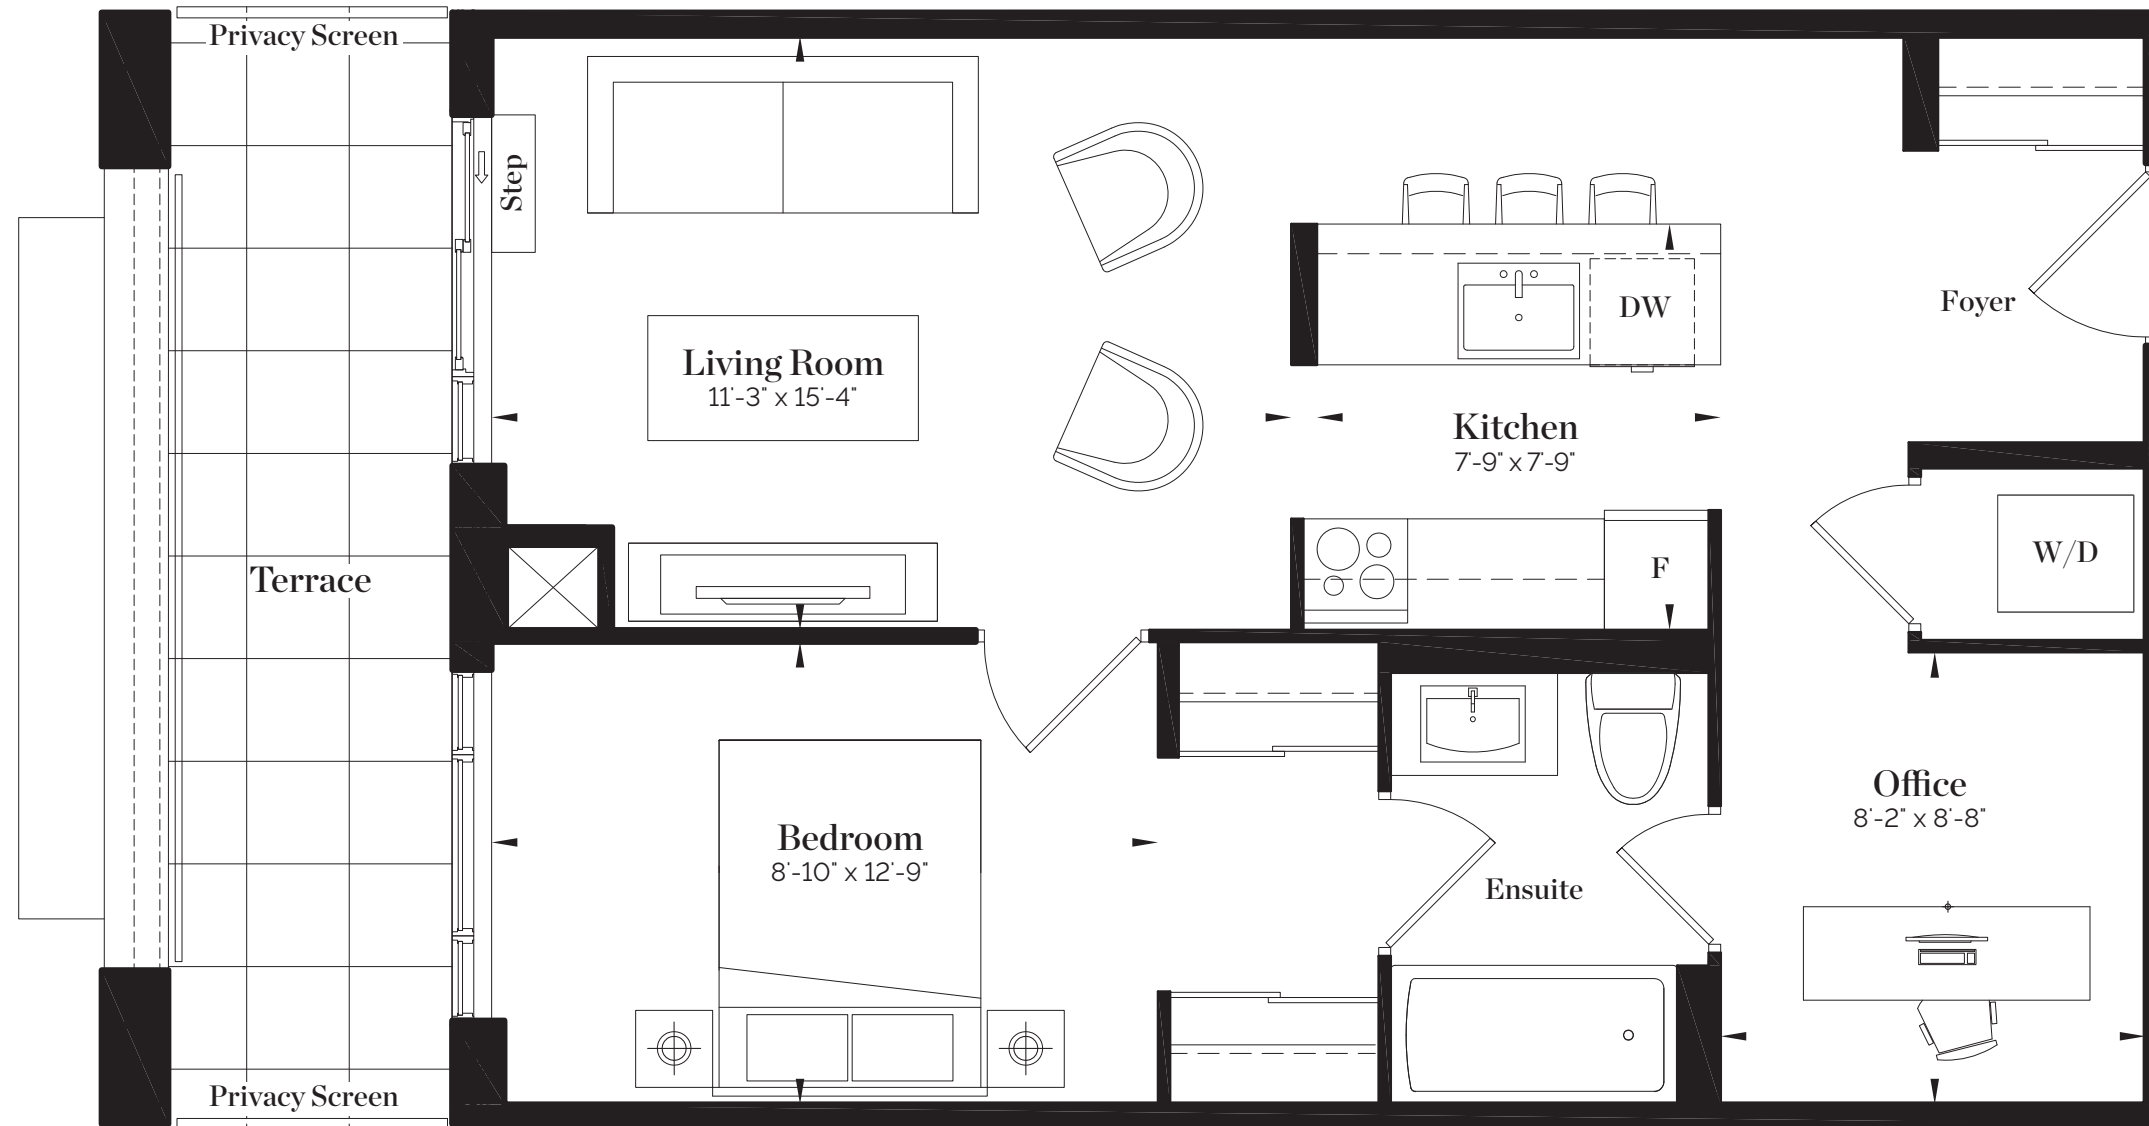 Privacy Screen
Step
Living Room
11'-3" x 15'-4"
DW
Foyer
Kitchen
7'-9" x 7'-9"
Terrace
F
W/D
Bedroom
8'-10" x 12'-9"
Ensuite
Office
8'-2" x 8'-8"
Privacy Screen